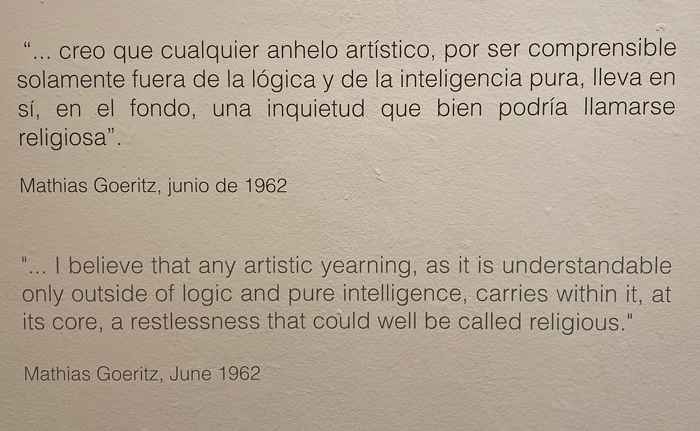 “... creo que cualquier anhelo artístico, por ser comprensible
solamente fuera de la lógica y de la inteligencia pura, lleva en
sí, en el fondo, una inquietud que bien podría llamarse
religiosa”.
Mathias Goeritz, junio de 1962
"... I believe that any artistic yearning, as it is understandable
only outside of logic and pure intelligence, carries within it, at
its core, a restlessness that could well be called religious."
Mathias Goeritz, June 1962